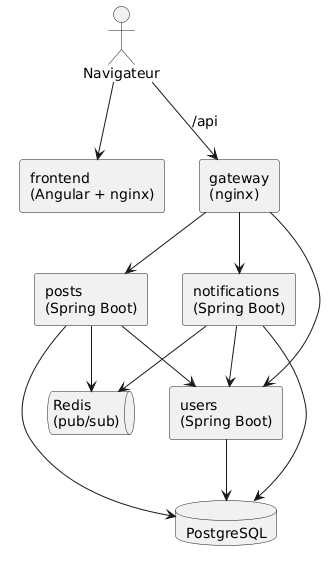 Navigateur
/api
frontend
(Angular + nginx)
gateway
(nginx)
posts
(Spring Boot)
notifications
(Spring Boot)
Redis
(pub/sub)
users
(Spring Boot)
PostgreSQL